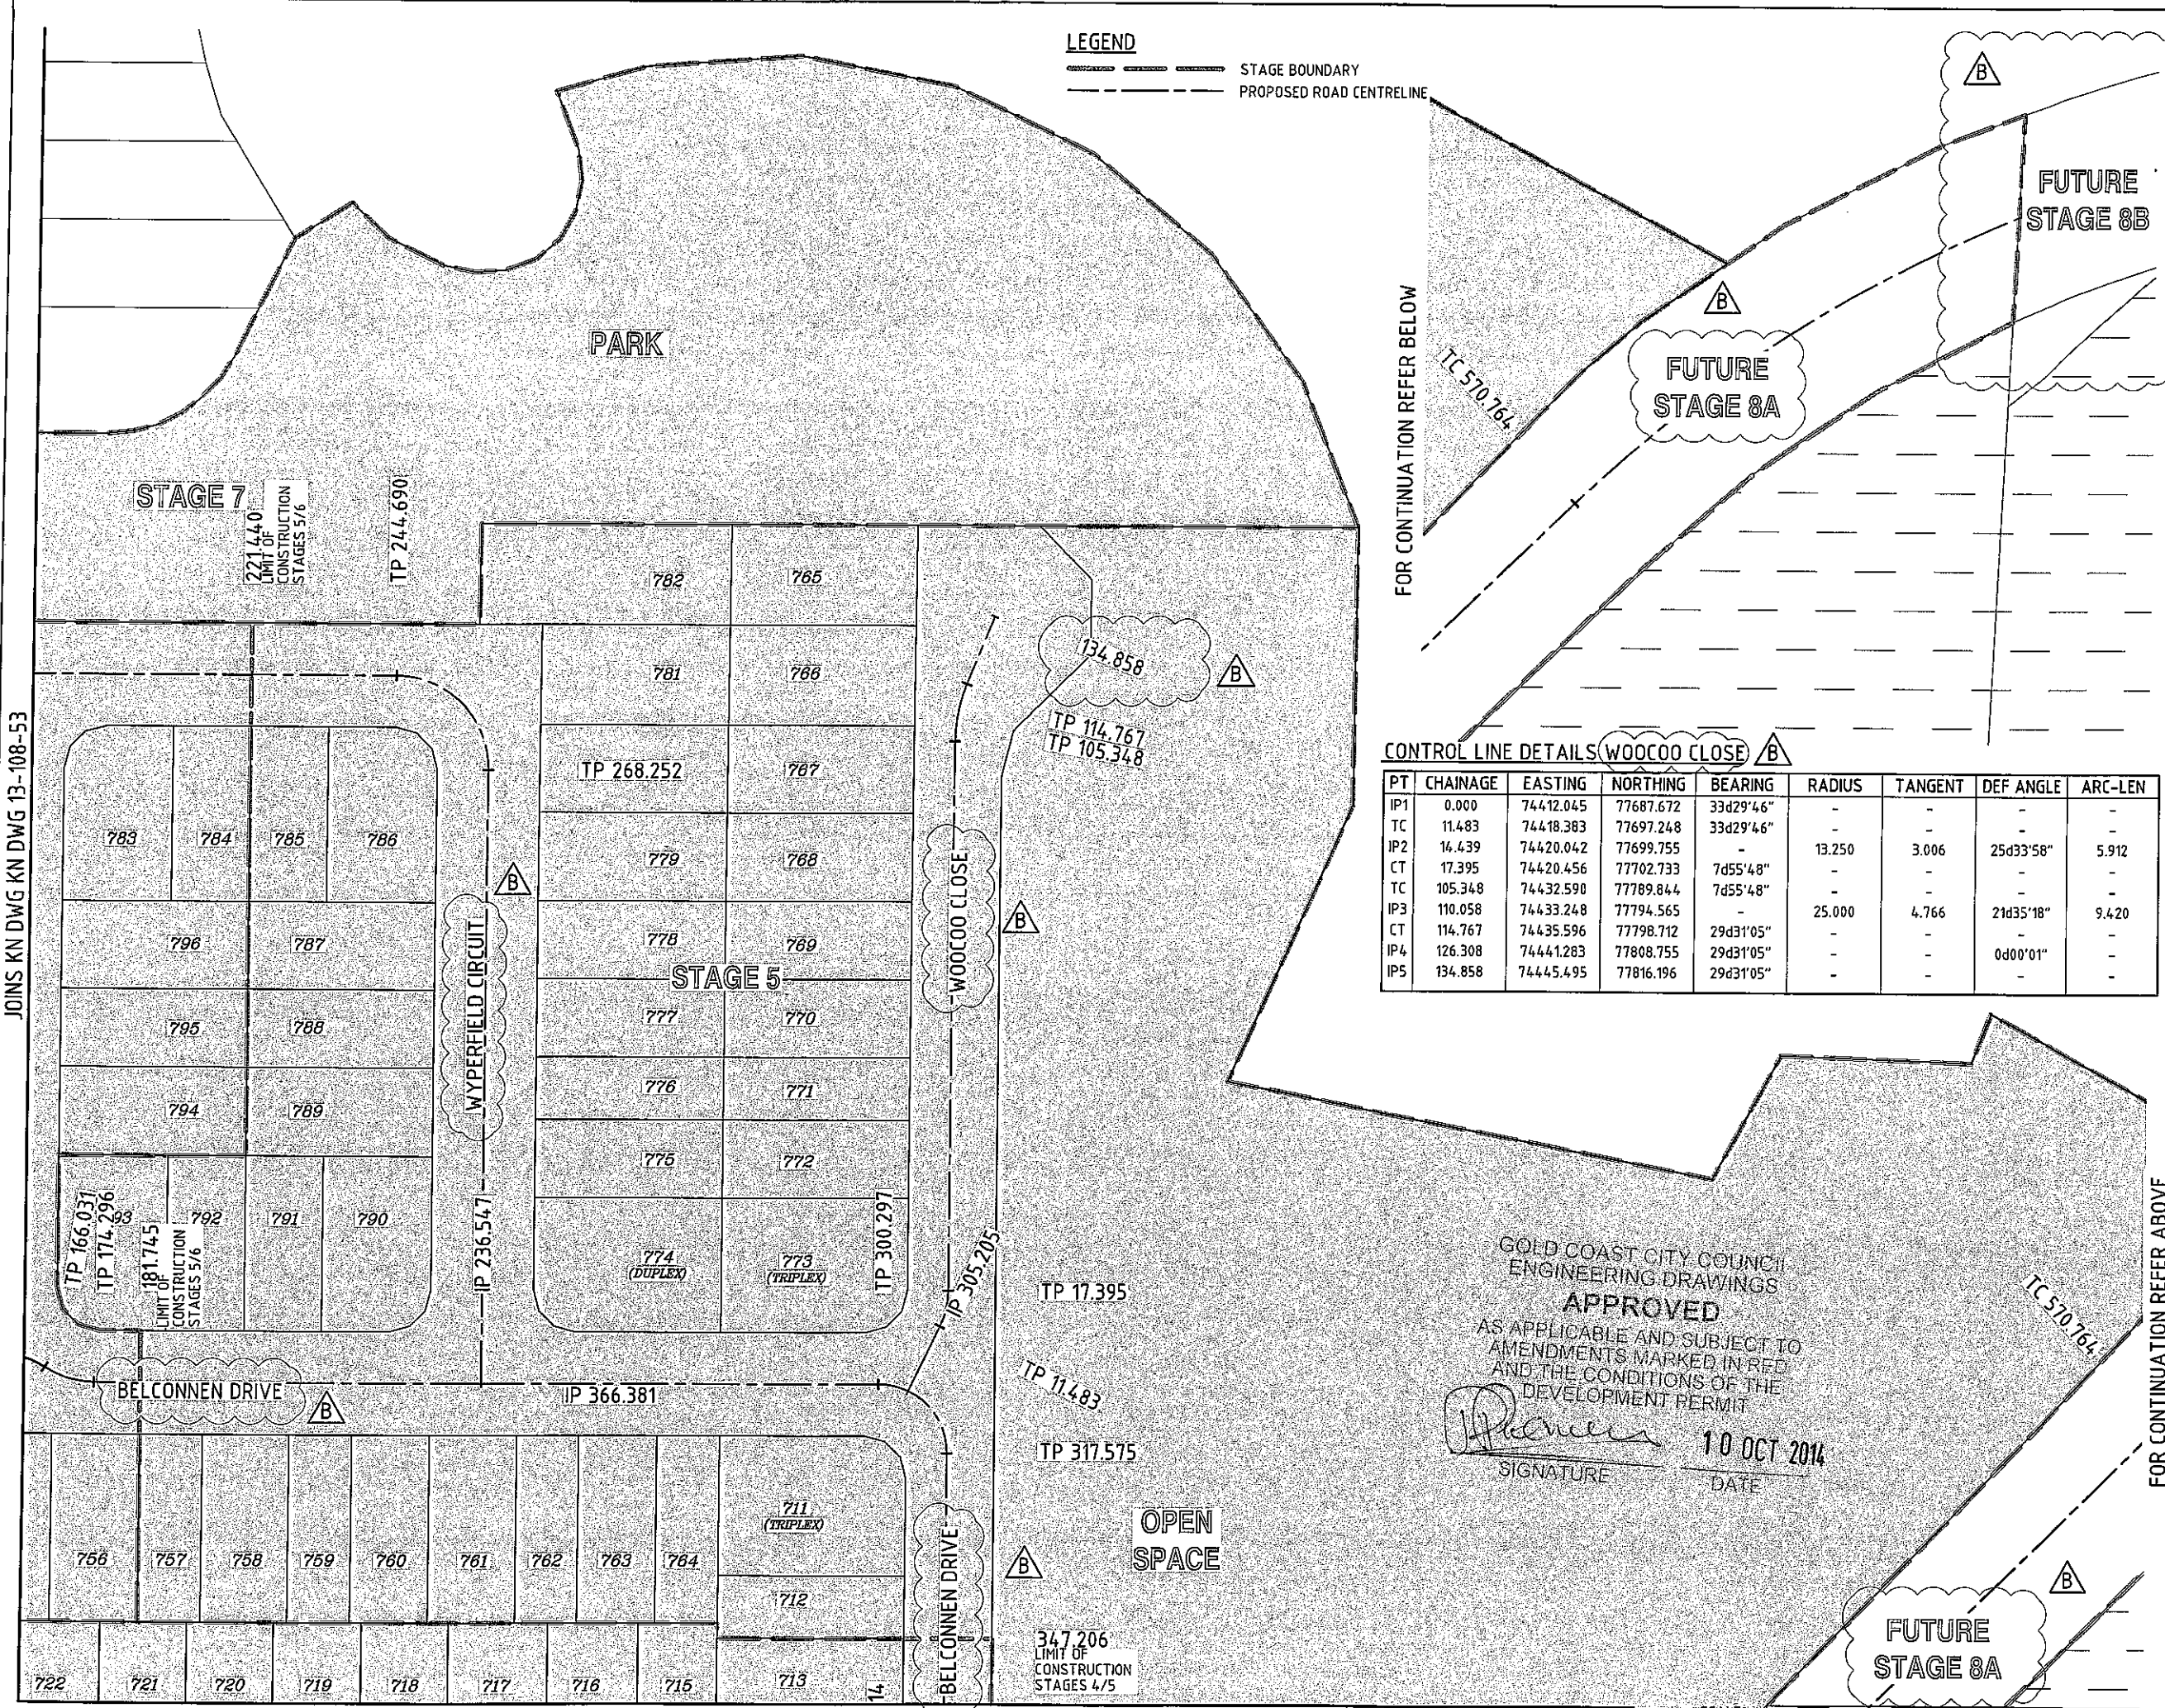 LEGEND
STAGE BOUNDARY
PROPOSED ROAD CENTRELINE
B
FUTURE
STAGE 8B
B
FUTURE
STAGE 8A
TC 570.764
FOR CONTINUATION REFER BELOW
PARK
STAGE 7
221.440
LIMIT OF
CONSTRUCTION
STAGES 5/6
TP 244.690
782
765
781
766
134.858
B
TP 114.767
TP 105.348
TP 268.252
767
JOINS KN DWG KN DWG 13-108-53
783
784
785
786
779
768
B
WYPERFIELD CIRCUIT
WOOCOO CLOSE
B
796
787
778
769
STAGE 5
795
788
777
770
794
789
776
771
775
772
CONTROL LINE DETAILS WOOCOO CLOSE B
PT CHAINAGE EASTING NORTHING BEARING RADIUS TANGENT DEF ANGLE ARC-LEN
IP1 0.000 74412.045 77687.672 33d29'46" - - - -
TC 11.483 74418.383 77697.248 33d29'46" - - - -
IP2 14.439 74420.042 77699.755 - 13.250 3.006 25d33'58" 5.912
CT 17.395 74420.456 77702.733 7d55'48" - - - -
TC 105.348 74432.590 77789.844 7d55'48" - - - -
IP3 110.058 74433.248 77794.565 - 25.000 4.766 21d35'18" 9.420
CT 114.767 74435.596 77798.712 29d31'05" - - - -
IP4 126.308 74441.283 77808.755 29d31'05" - - 0d00'01" -
IP5 134.858 74445.495 77816.196 29d31'05" - - - -
TP 166.031
TP 174.296
93
181.745
LIMIT OF
CONSTRUCTION
STAGES 5/6
792
791
790
IP 236.547
774
(DUPLEX)
773
(TRIPLEX)
TP 300.297
IP 305.205
TP 17.395
TP 11.483
TP 317.575
BELCONNEN DRIVE
B
IP 366.381
GOLD COAST CITY COUNCIL
ENGINEERING DRAWINGS
APPROVED
AS APPLICABLE AND SUBJECT TO
AMENDMENTS MARKED IN RED
AND THE CONDITIONS OF THE
DEVELOPMENT PERMIT
10 OCT 2014
SIGNATURE
DATE
TC 570.764
FOR CONTINUATION REFER ABOVE
756
757
758
759
760
761
762
763
764
711
(TRIPLEX)
712
BELCONNEN DRIVE
B
OPEN
SPACE
347.206
LIMIT OF
CONSTRUCTION
STAGES 4/5
B
FUTURE
STAGE 8A
722
721
720
719
718
717
716
715
713
14.